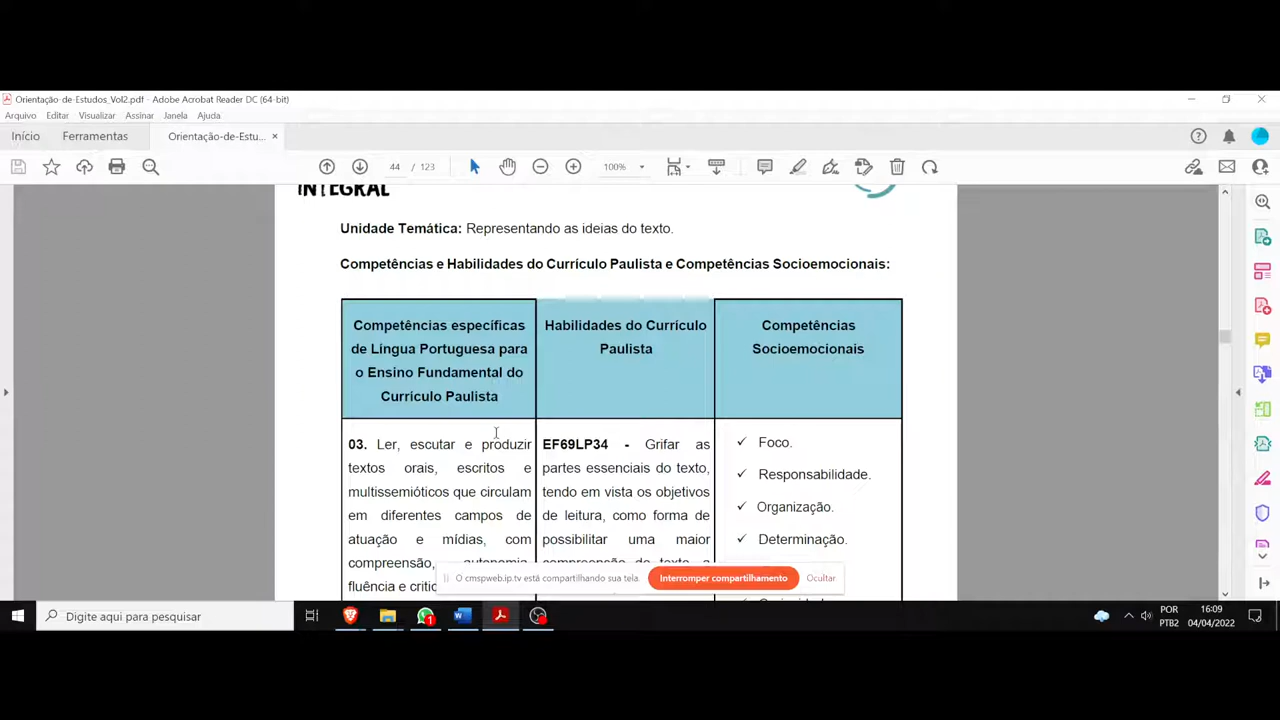 Orientação-de-Estudos_Vol2.pdf - Adobe Acrobat Reader DC (64-bit)
Arquivo Editar Visualizar Assinar Janela Ajuda
Início Ferramentas Orientação-de-Estu... ×
44 / 123 100%
INTEGRAL
Unidade Temática: Representando as ideias do texto.
Competências e Habilidades do Currículo Paulista e Competências Socioemocionais:
Competências específicas
de Língua Portuguesa para
o Ensino Fundamental do
Currículo Paulista
Habilidades do Currículo
Paulista
Competências
Socioemocionais
03. Ler, escutar e produzir
textos orais, escritos e
multissemióticos que circulam
em diferentes campos de
atuação e mídias, com
compreensão, autonomia,
fluência e critic
EF69LP34 - Grifar as
partes essenciais do texto,
tendo em vista os objetivos
de leitura, como forma de
possibilitar uma maior
compreensão do texto, a
✓ Foco.
✓ Responsabilidade.
✓ Organização.
✓ Determinação.
O cmspweb.ip.tv está compartilhando sua tela. Interromper compartilhamento Ocultar
Digite aqui para pesquisar
1
POR
PTB2
16:09
04/04/2022